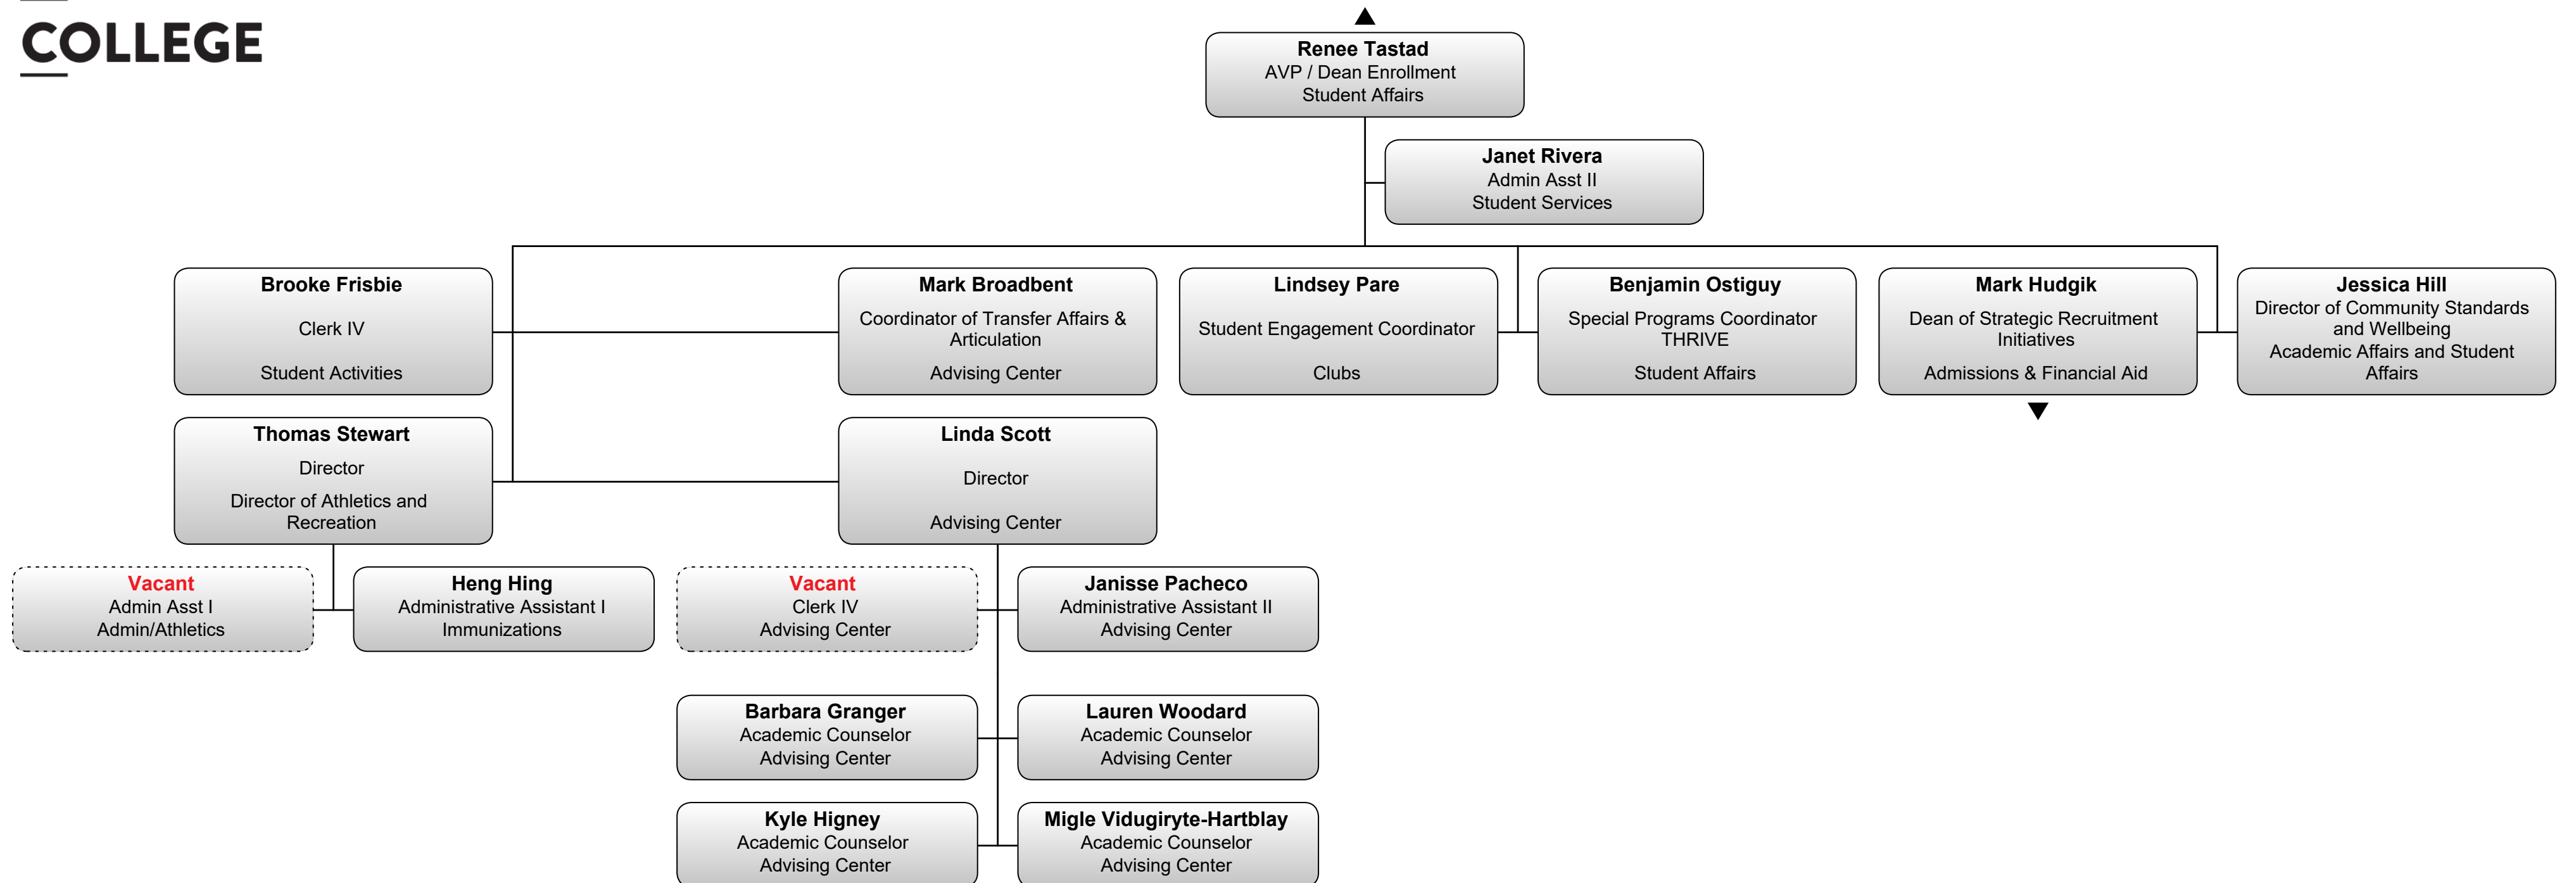 COLLEGE
Renee Tastad
AVP / Dean Enrollment
Student Affairs
Janet Rivera
Admin Asst II
Student Services
Brooke Frisbie
Clerk IV
Student Activities
Mark Broadbent
Coordinator of Transfer Affairs &
Articulation
Advising Center
Lindsey Pare
Student Engagement Coordinator
Clubs
Benjamin Ostiguy
Special Programs Coordinator
THRIVE
Student Affairs
Mark Hudgik
Dean of Strategic Recruitment
Initiatives
Admissions & Financial Aid
Jessica Hill
Director of Community Standards
and Wellbeing
Academic Affairs and Student
Affairs
Thomas Stewart
Director
Director of Athletics and
Recreation
Linda Scott
Director
Advising Center
Vacant
Admin Asst I
Admin/Athletics
Heng Hing
Administrative Assistant I
Immunizations
Vacant
Clerk IV
Advising Center
Janisse Pacheco
Administrative Assistant II
Advising Center
Barbara Granger
Academic Counselor
Advising Center
Lauren Woodard
Academic Counselor
Advising Center
Kyle Higney
Academic Counselor
Advising Center
Migle Vidugiryte-Hartblay
Academic Counselor
Advising Center